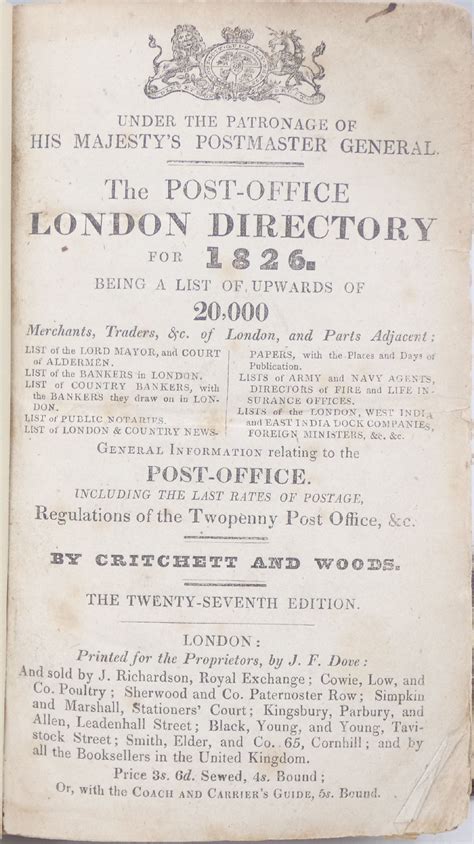 UNDER THE PATRONAGE OF
HIS MAJESTY'S POSTMASTER GENERAL.
The POST-OFFICE
LONDON DIRECTORY
FOR 1826.
BEING A LIST OF UPWARDS OF
20,000
Merchants, Traders, &c. of London, and Parts Adjacent:
LIST of the LORD MAYOR, and COURT
of ALDERMEN.
LIST of the BANKERS in LONDON.
LIST of COUNTRY BANKERS, with
the BANKERS they draw on in LON-
DON.
LIST of PUBLIC NOTARIES.
LIST of LONDON & COUNTRY NEWS-
PAPERS, with the Places and Days of
Publication.
LISTS of ARMY and NAVY AGENTS,
DIRECTORS of FIRE and LIFE IN-
SURANCE OFFICES.
LISTS of the LONDON, WEST INDIA
and EAST INDIA DOCK COMPANIES,
FOREIGN MINISTERS, &c. &c.
GENERAL INFORMATION relating to the
POST-OFFICE.
INCLUDING THE LAST RATES OF POSTAGE,
Regulations of the Twopenny Post Office, &c.
BY CRITCHETT AND WOODS.
THE TWENTY-SEVENTH EDITION.
LONDON:
Printed for the Proprietors, by J. F. Dove:
And sold by J. Richardson, Royal Exchange; Cowie, Low, and
Co. Poultry; Sherwood and Co. Paternoster Row; Simpkin
and Marshall, Stationers' Court; Kingsbury, Parbury, and
Allen, Leadenhall Street; Black, Young, and Young, Tavi-
stock Street; Smith, Elder, and Co. 65, Cornhill; and by
all the Booksellers in the United Kingdom.
Price 3s. 6d. Sewed, 4s. Bound;
Or, with the COACH AND CARRIER'S GUIDE, 5s. Bound.